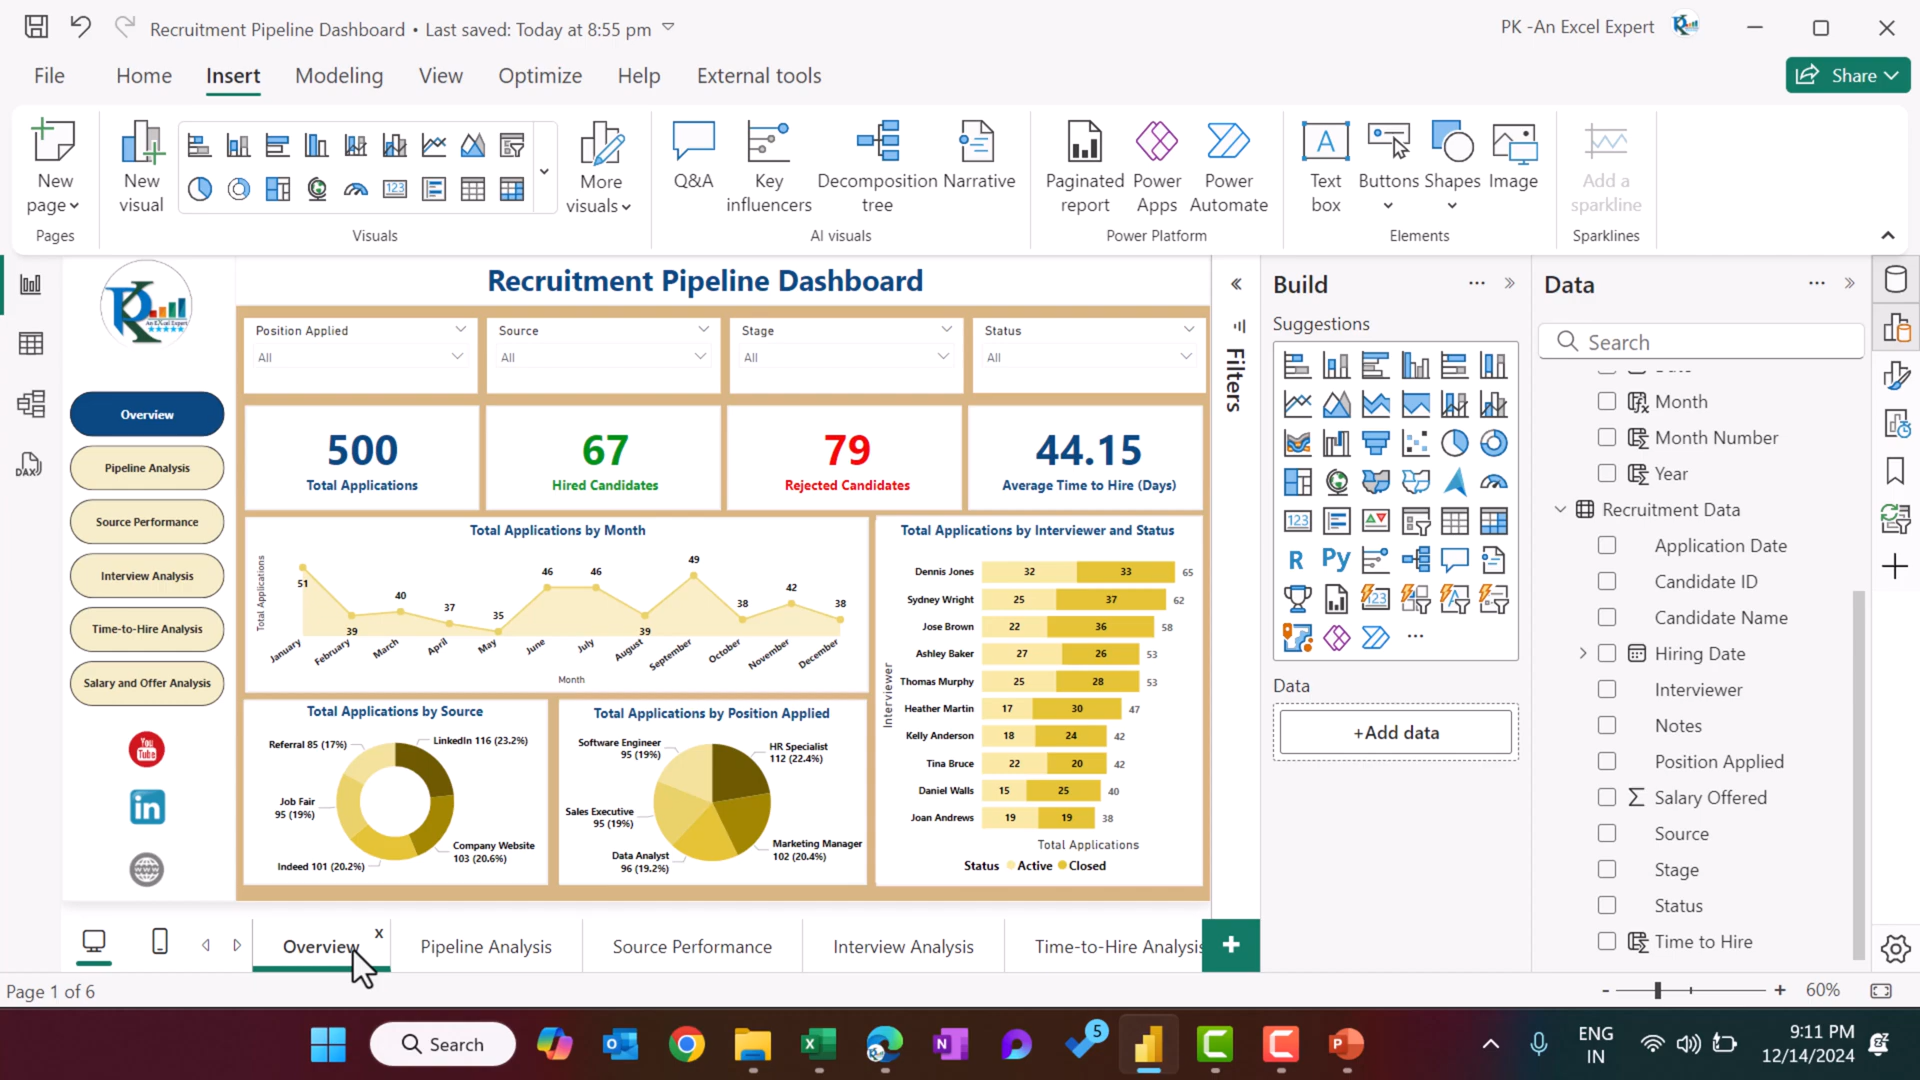 Recruitment Pipeline Dashboard • Last saved: Today at 8:55 pm
PK -An Excel Expert
File Home Insert Modeling View Optimize Help External tools
Share
New page
Pages
New visual
Visuals
More visuals
Q&A
Key influencers
Decomposition tree
Narrative
AI visuals
Paginated report
Power Apps
Power Automate
Power Platform
Text box
Buttons
Shapes
Image
Elements
Add a sparkline
Sparklines
An Excel Expert
Overview
Pipeline Analysis
Source Performance
Interview Analysis
Time-to-Hire Analysis
Salary and Offer Analysis
You Tube
in
Recruitment Pipeline Dashboard
Position Applied
All
Source
All
Stage
All
Status
All
500
Total Applications
67
Hired Candidates
79
Rejected Candidates
44.15
Average Time to Hire (Days)
Total Applications by Month
Total Applications
51 39 40 37 35 46 46 39 49 38 42 38
January February March April May June July August September October November December
Month
Total Applications by Source
Referral 85 (17%)
LinkedIn 116 (23.2%)
Job Fair
95 (19%)
Company Website
103 (20.6%)
Indeed 101 (20.2%)
Total Applications by Position Applied
Software Engineer
95 (19%)
HR Specialist
112 (22.4%)
Sales Executive
95 (19%)
Marketing Manager
102 (20.4%)
Data Analyst
96 (19.2%)
Total Applications by Interviewer and Status
Interviewer
Dennis Jones 32 33 65
Sydney Wright 25 37 62
Jose Brown 22 36 58
Ashley Baker 27 26 53
Thomas Murphy 25 28 53
Heather Martin 17 30 47
Kelly Anderson 18 24 42
Tina Bruce 22 20 42
Daniel Walls 15 25 40
Joan Andrews 19 19 38
Total Applications
Status Active Closed
Filters
Build
Suggestions
123
R Py
123
Data
+Add data
Data
Search
Month
Month Number
Year
Recruitment Data
Application Date
Candidate ID
Candidate Name
Hiring Date
Interviewer
Notes
Position Applied
Salary Offered
Source
Stage
Status
Time to Hire
DAX
Overview x
Pipeline Analysis
Source Performance
Interview Analysis
Time-to-Hire Analysis
+
Page 1 of 6
- + 60%
Search
5
ENG
IN
9:11 PM
12/14/2024